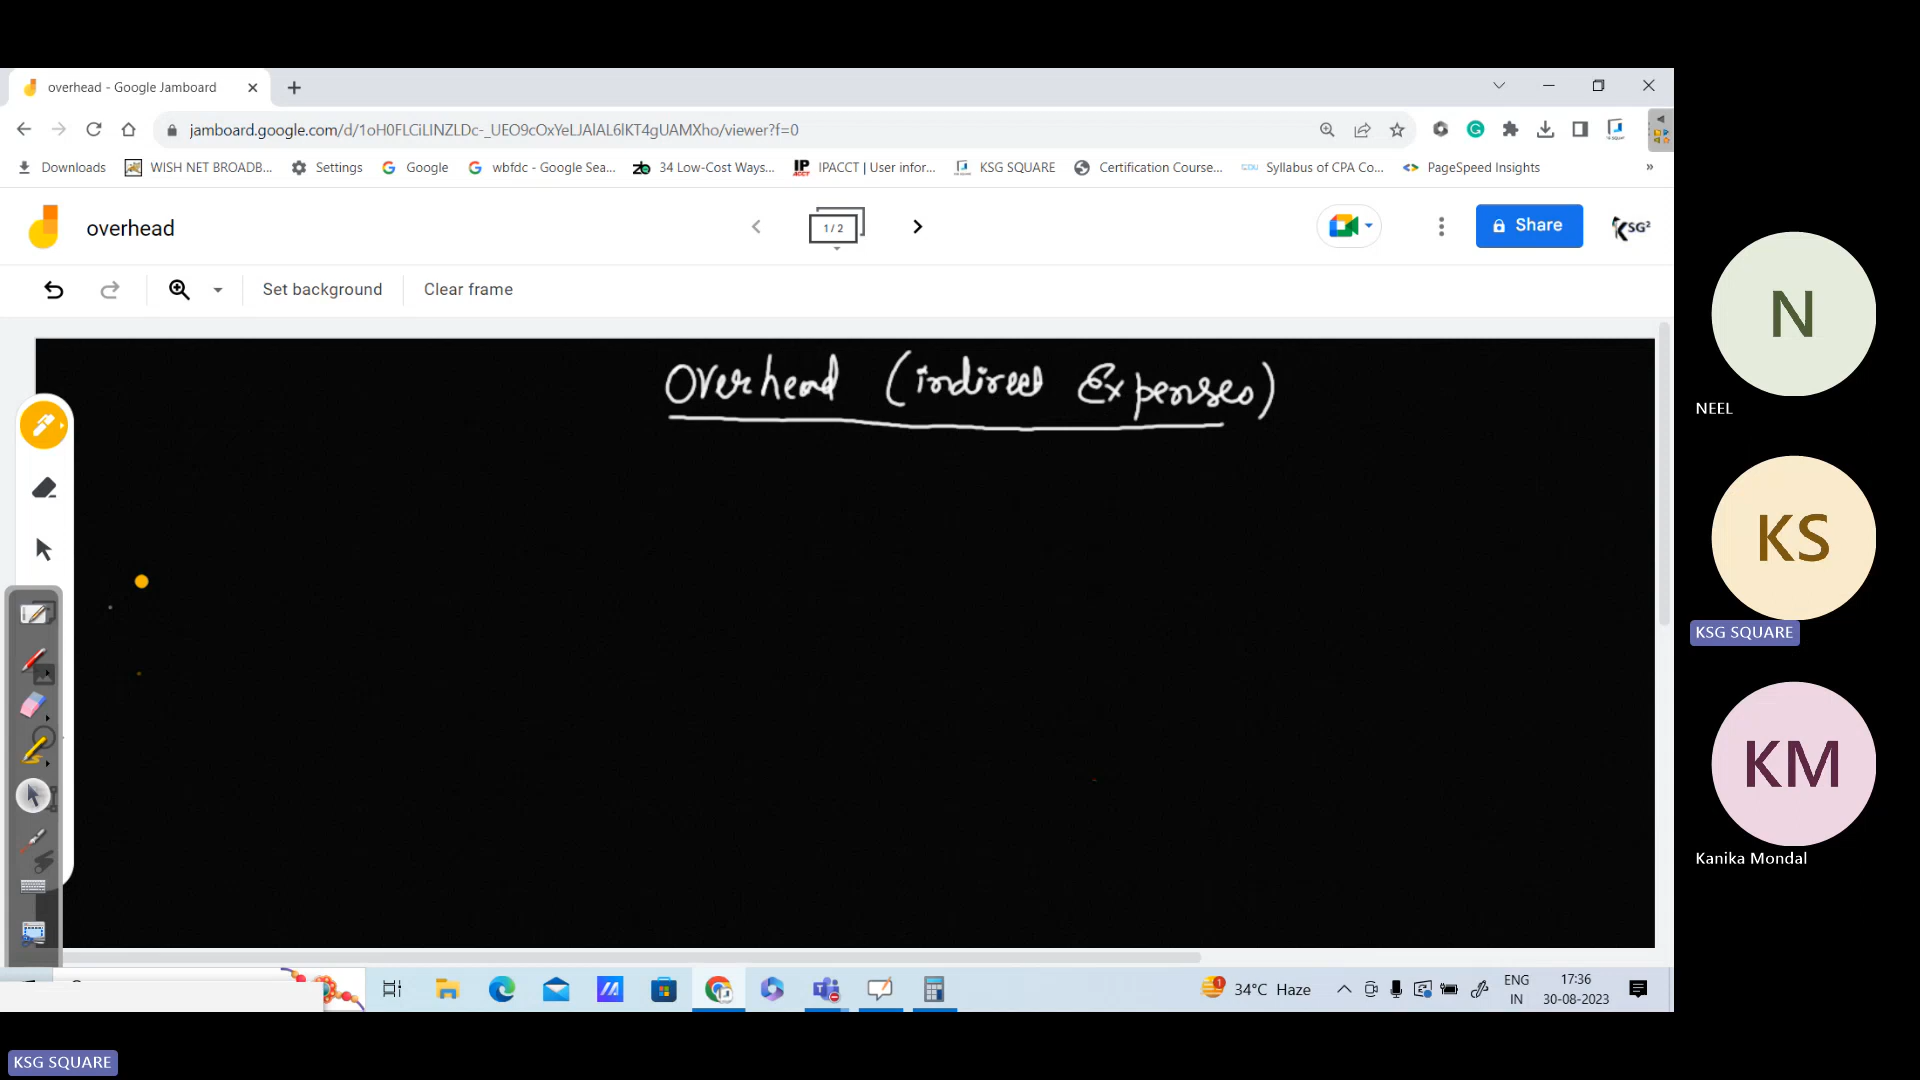 overhead - Google Jamboard
jamboard.google.com/d/1oH0FLCiLINZLDc-_UEO9cOxYeLJAlAL6lKT4gUAMXho/viewer?f=0
Downloads WISH NET BROADB... Settings Google wbfdc - Google Sea... 34 Low-Cost Ways... IPACCT | User infor... KSG SQUARE Certification Course... Syllabus of CPA Co... PageSpeed Insights »
overhead 1 / 2 Share KSG²
Set background Clear frame
Overhead (indirect Expenses)
N
NEEL
KS
KSG SQUARE
KM
Kanika Mondal
1 34°C Haze ENG IN 17:36 30-08-2023
KSG SQUARE